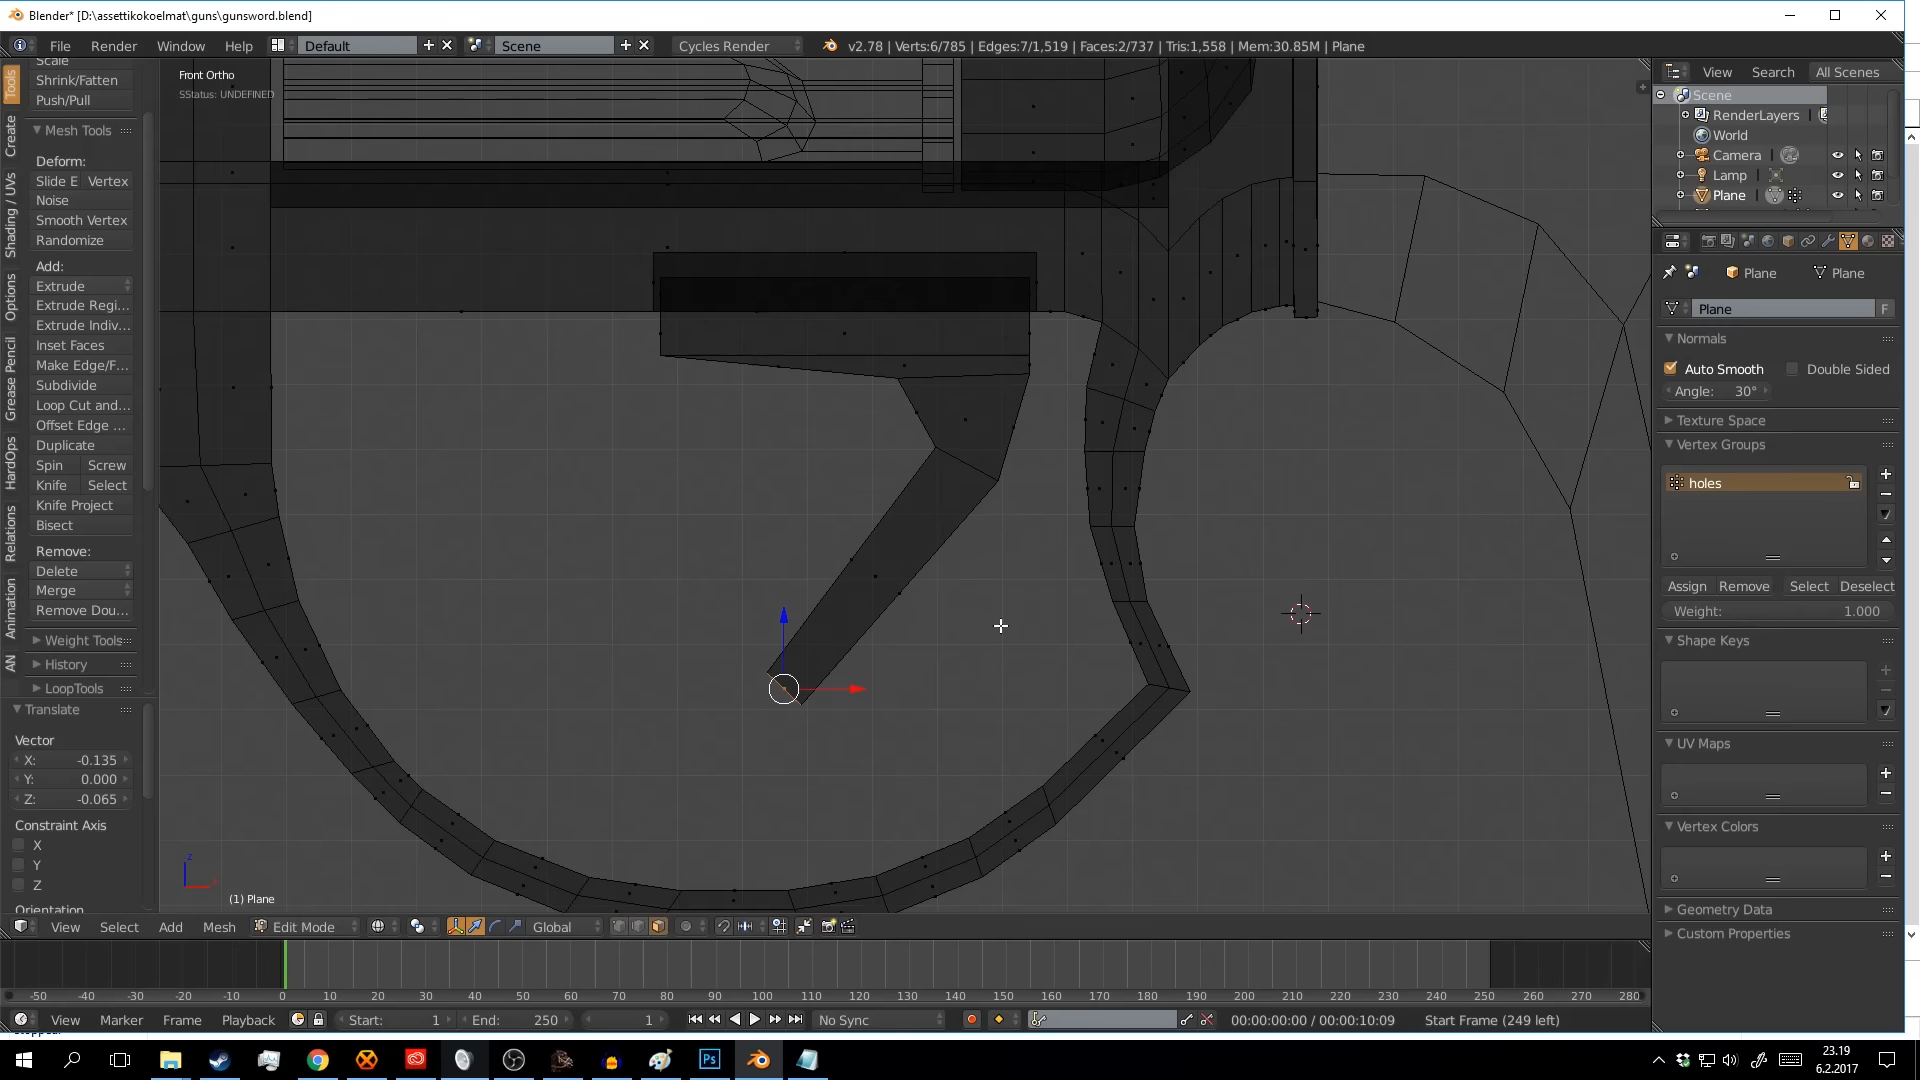 Blender* [D:\assettikokoelmat\guns\gunsword.blend]
File Render Window Help Default Scene Cycles Render v2.78 | Verts:6/785 | Edges:7/1,519 | Faces:2/737 | Tris:1,558 | Mem:30.85M | Plane
Tools
Create
Shading / UVs
Options
Grease Pencil
HardOps
Relations
Animation
AN
Scale
Shrink/Fatten
Push/Pull
Mesh Tools
Deform:
Slide E Vertex
Noise
Smooth Vertex
Randomize
Add:
Extrude
Extrude Regi...
Extrude Indiv...
Inset Faces
Make Edge/F...
Subdivide
Loop Cut and...
Offset Edge ...
Duplicate
Spin Screw
Knife Select
Knife Project
Bisect
Remove:
Delete
Merge
Remove Dou...
Weight Tools
History
LoopTools
Translate
Vector
X: -0.135
Y: 0.000
Z: -0.065
Constraint Axis
X
Y
Z
Orientation
Front Ortho
SStatus: UNDEFINED
z
(1) Plane
View Select Add Mesh Edit Mode Global
View Search All Scenes
Scene
RenderLayers
World
Camera
Lamp
Plane
Plane Plane
Plane F
Normals
Auto Smooth Double Sided
Angle: 30°
Texture Space
Vertex Groups
holes
Assign Remove Select Deselect
Weight: 1.000
Shape Keys
UV Maps
Vertex Colors
Geometry Data
Custom Properties
-50 -40 -30 -20 -10 0 10 20 30 40 50 60 70 80 90 100 110 120 130 140 150 160 170 180 190 200 210 220 230 240 250 260 270 280
View Marker Frame Playback Start: 1 End: 250 1 No Sync 00:00:00:00 / 00:00:10:09 Start Frame (249 left)
Ps
23.19
6.2.2017